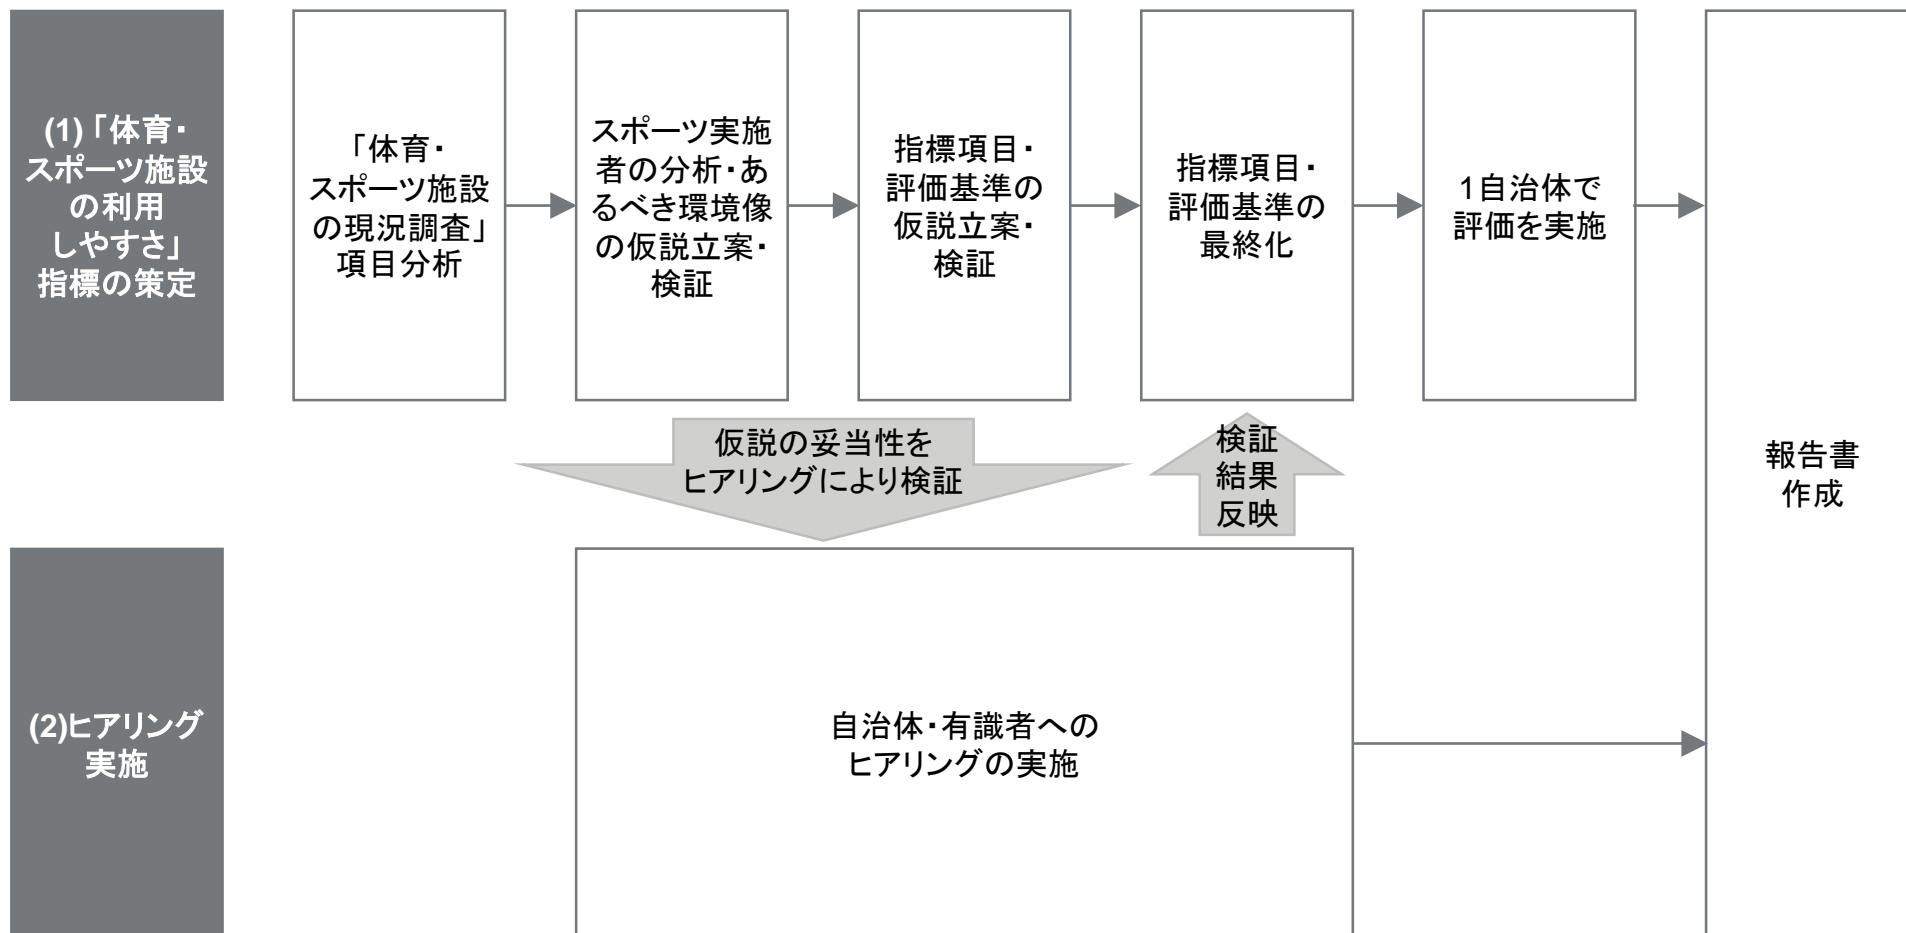 (1)「体育・
スポーツ施設
の利用
しやすさ」
指標の策定
「体育・
スポーツ施設
の現況調査」
項目分析
スポーツ実施
者の分析・あ
るべき環境像
の仮説立案・
検証
指標項目・
評価基準の
仮説立案・
検証
指標項目・
評価基準の
最終化
1自治体で
評価を実施
報告書
作成
仮説の妥当性を
ヒアリングにより検証
検証
結果
反映
(2)ヒアリング
実施
自治体・有識者への
ヒアリングの実施